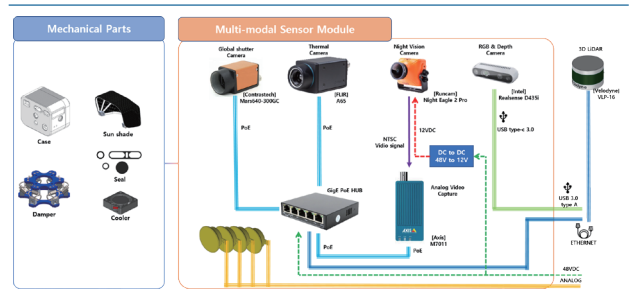 Mechanical Parts
Case
Sun shade
Seal
Damper
Cooler
Multi-modal Sensor Module
Global shutter
Camera
Thermal
Camera
Night Vision
Camera
RGB & Depth
Camera
3D LiDAR
[Contrastech]
Mars640-300GC
[FLIR]
A65
[Runcam]
Night Eagle 2 Pro
[Intel]
Realsense D435i
[Velodyne]
VLP-16
PoE
PoE
NTSC
Vidio signal
12VDC
USB type-c 3.0
DC to DC
48V to 12V
GigE PoE HUB
Analog Video
Capture
AXIS
USB 3.0
type A
[Axis]
M7011
PoE
PoE
ETHERNET
48VDC
ANALOG